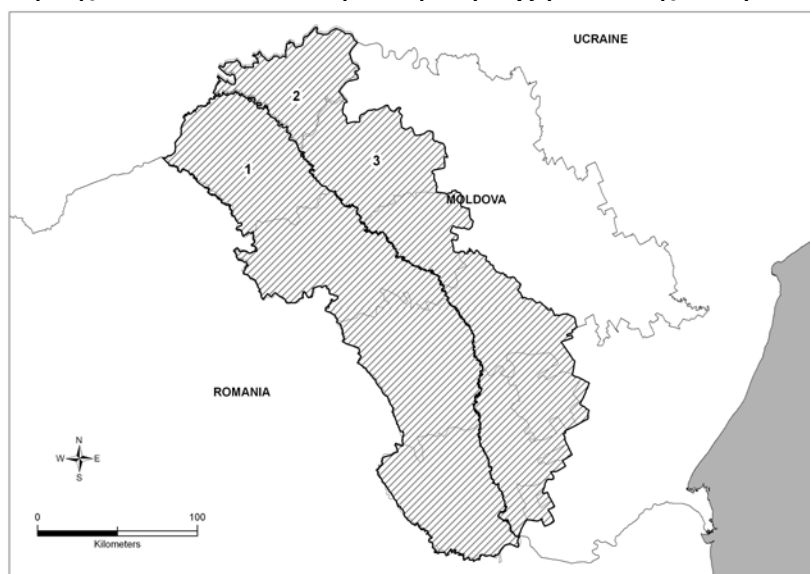 UCRAINE
2
1
3
MOLDOVA
ROMANIA
N
W E
S
0 100
Kilometers